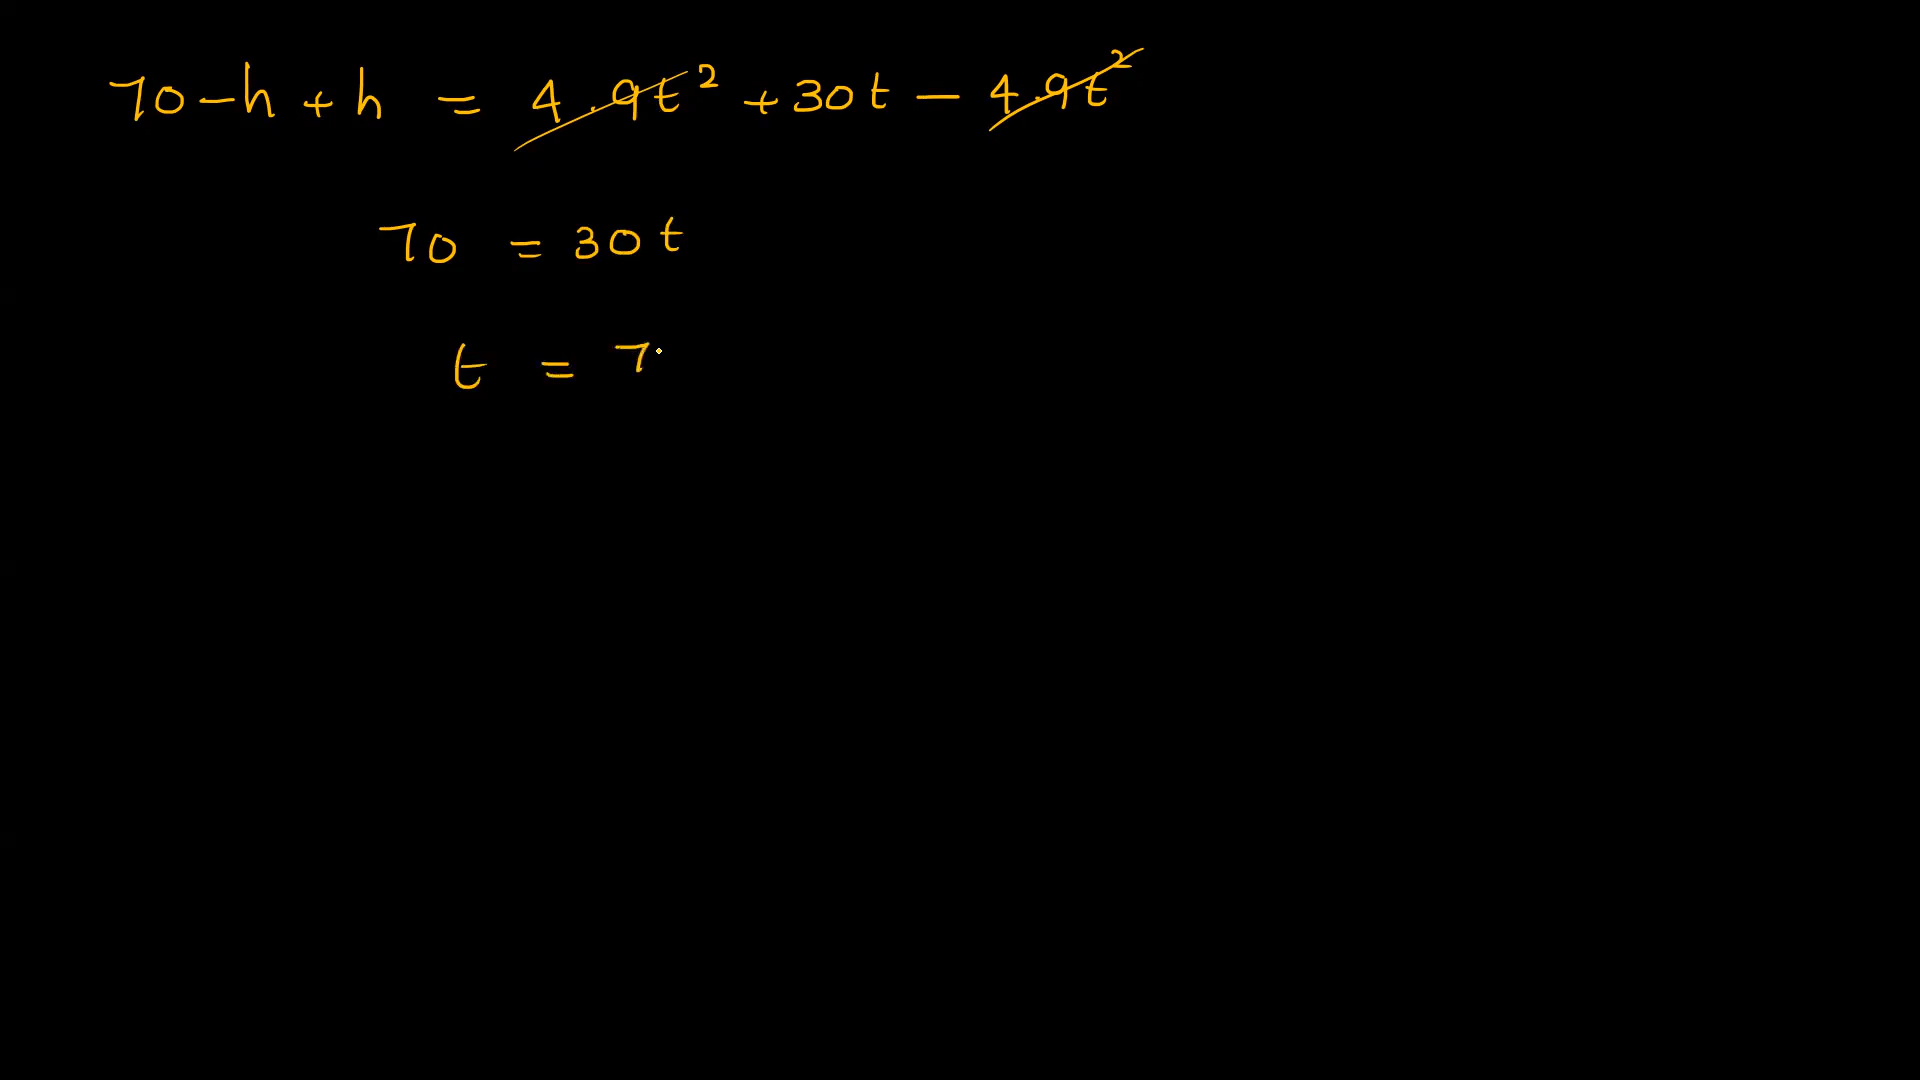 70 - h + h = 4.9t² + 30t - 4.9t²
70 = 30t
t = 7